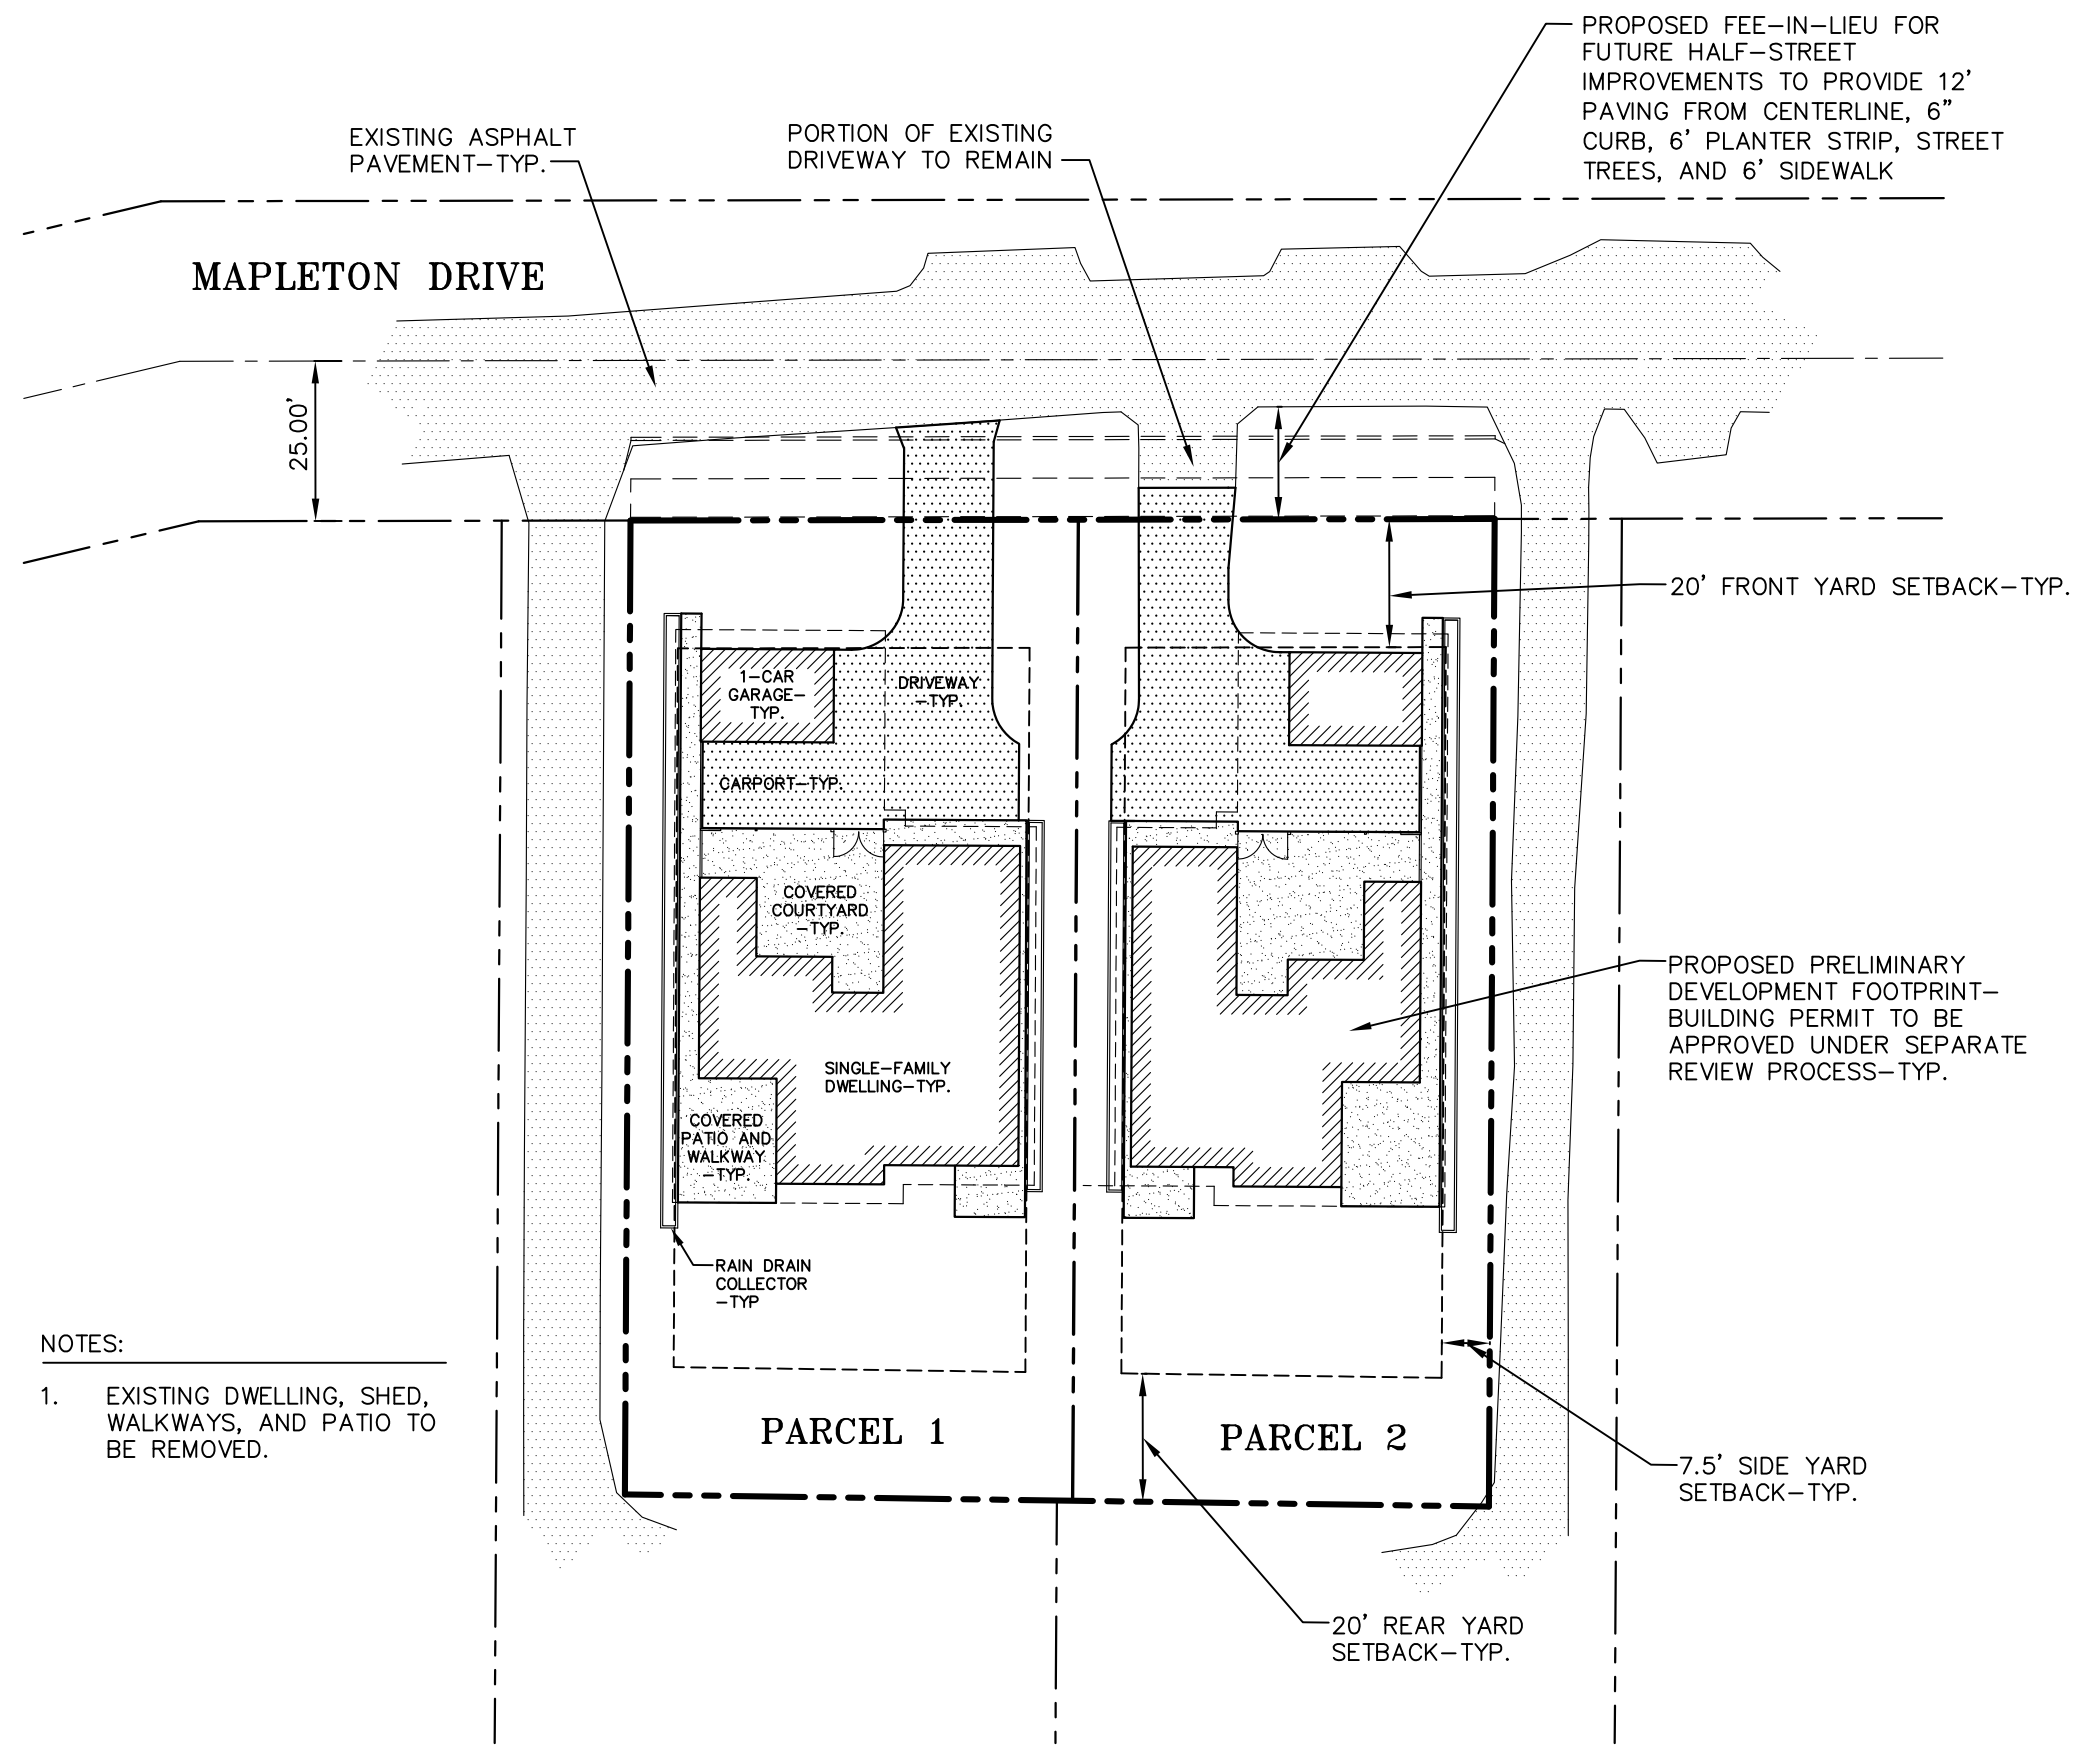 PROPOSED FEE-IN-LIEU FOR
FUTURE HALF-STREET
IMPROVEMENTS TO PROVIDE 12'
PAVING FROM CENTERLINE, 6"
CURB, 6' PLANTER STRIP, STREET
TREES, AND 6' SIDEWALK
EXISTING ASPHALT
PAVEMENT-TYP.
PORTION OF EXISTING
DRIVEWAY TO REMAIN
MAPLETON DRIVE
25.00'
20' FRONT YARD SETBACK-TYP.
1-CAR
GARAGE-
TYP.
DRIVEWAY
-TYP.
CARPORT-TYP.
COVERED
COURTYARD
-TYP.
PROPOSED PRELIMINARY
DEVELOPMENT FOOTPRINT-
BUILDING PERMIT TO BE
APPROVED UNDER SEPARATE
REVIEW PROCESS-TYP.
SINGLE-FAMILY
DWELLING-TYP.
COVERED
PATIO AND
WALKWAY
-TYP.
RAIN DRAIN
COLLECTOR
-TYP
NOTES:
1. EXISTING DWELLING, SHED,
WALKWAYS, AND PATIO TO
BE REMOVED.
PARCEL 1
PARCEL 2
7.5' SIDE YARD
SETBACK-TYP.
20' REAR YARD
SETBACK-TYP.